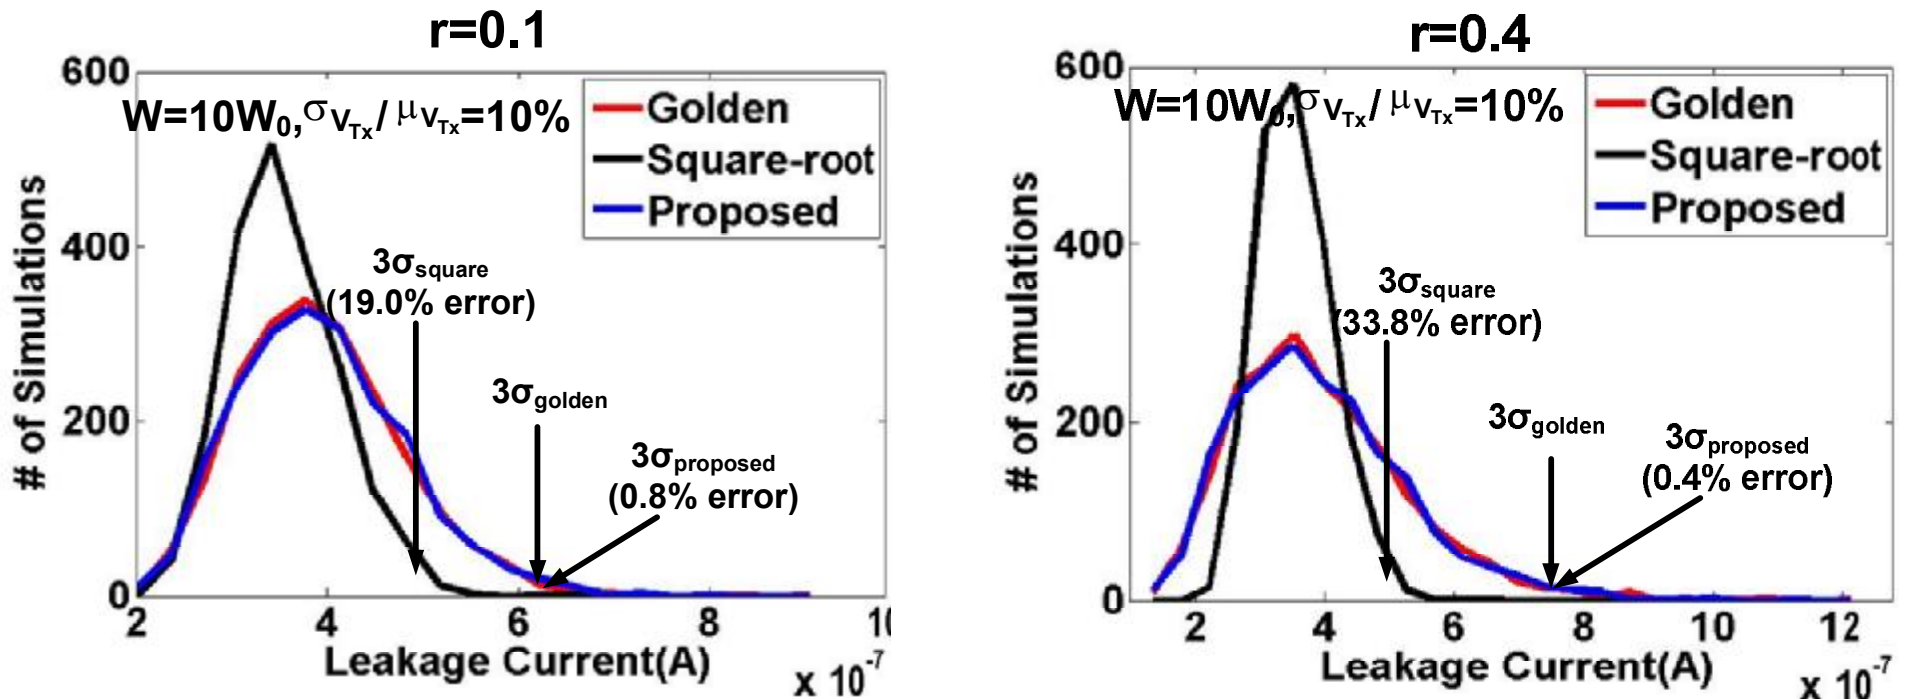 r=0.1
600
W=10W0,σVTx/μVTx=10%
Golden
Square-root
Proposed
# of Simulations
400
3σsquare
(19.0% error)
3σgolden
200
3σproposed
(0.8% error)
0
2
4
6
8
Leakage Current(A)
x 10-7
r=0.4
600
W=10W0,σVTx/μVTx=10%
Golden
Square-root
Proposed
# of Simulations
400
3σsquare
(33.8% error)
3σgolden
200
3σproposed
(0.4% error)
0
2
4
6
8
10
12
Leakage Current(A)
x 10-7